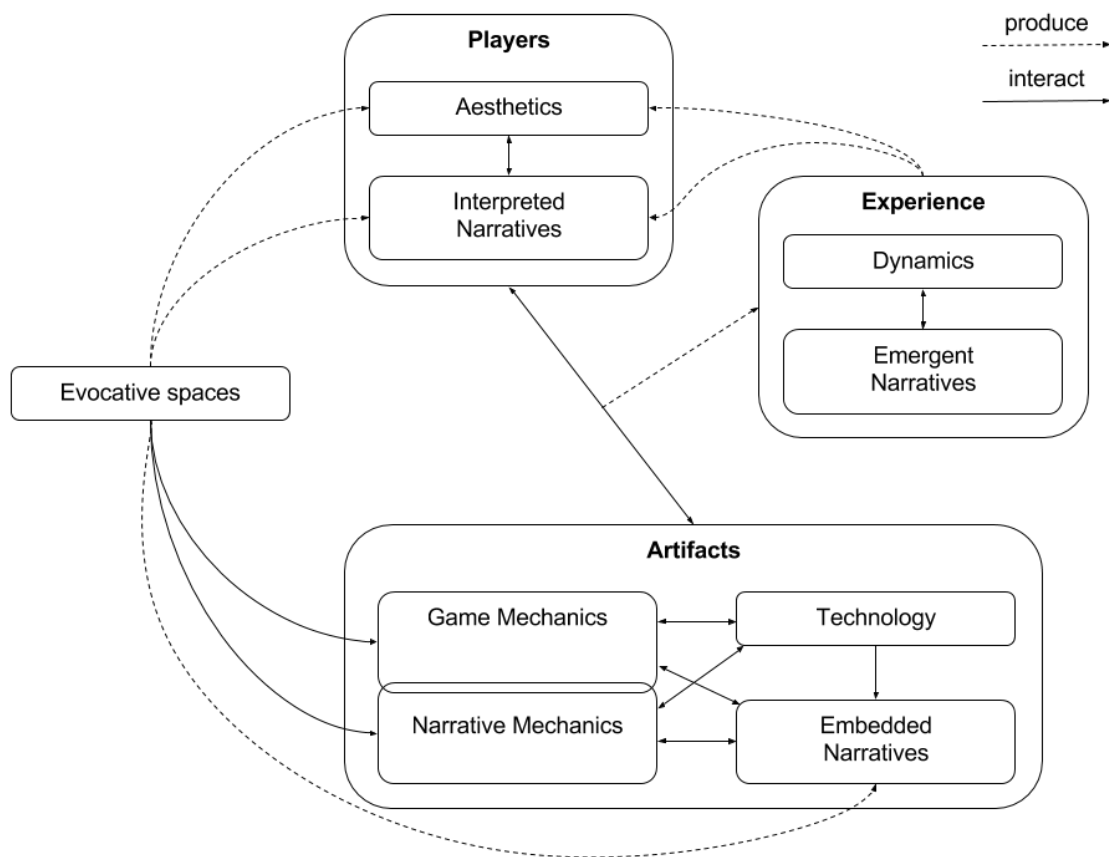 Players
Aesthetics
Interpreted
Narratives
produce
interact
Experience
Dynamics
Emergent
Narratives
Evocative spaces
Artifacts
Game Mechanics
Technology
Narrative Mechanics
Embedded
Narratives